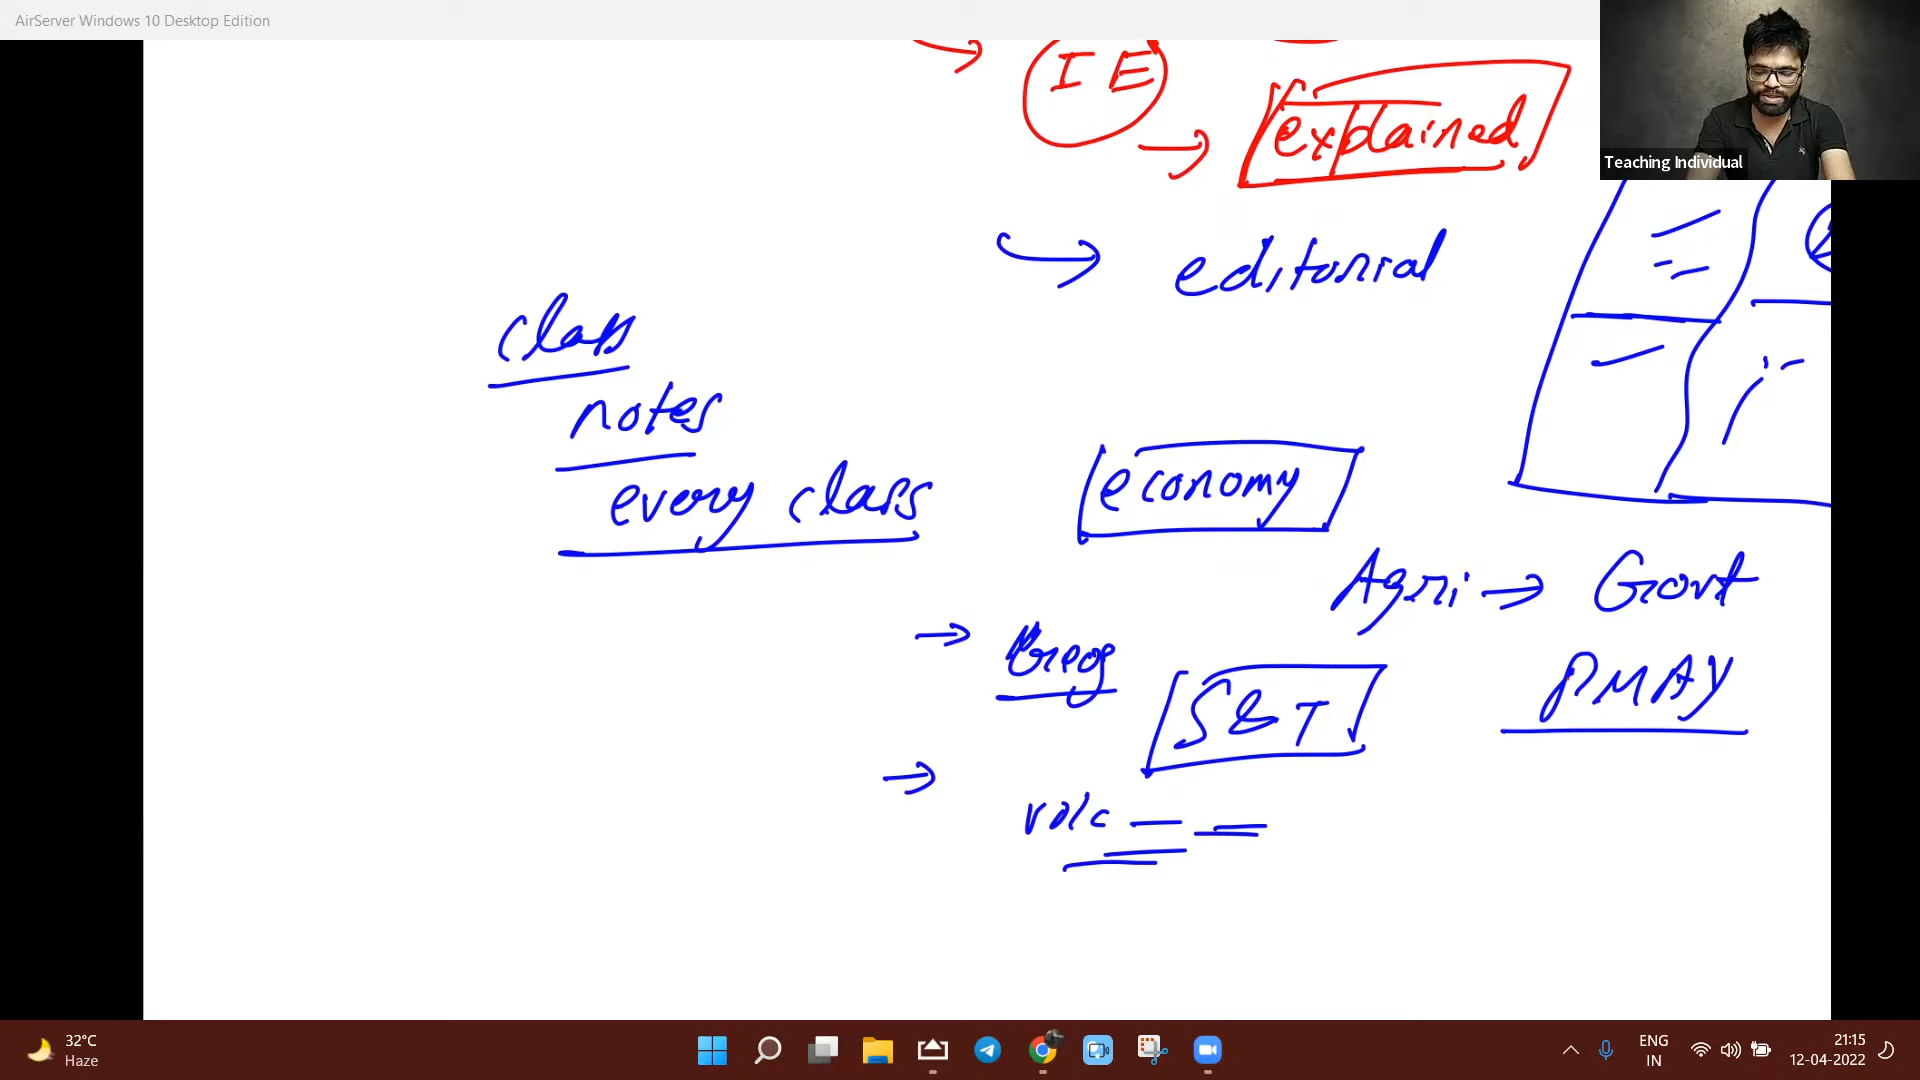 AirServer Windows 10 Desktop Edition
IE
explained
Teaching Individual
editorial
class
notes
every class
economy
Agri → Govt
→ Geog
S&T
PMAY
→
role
32°C
Haze
ENG
IN
21:15
12-04-2022